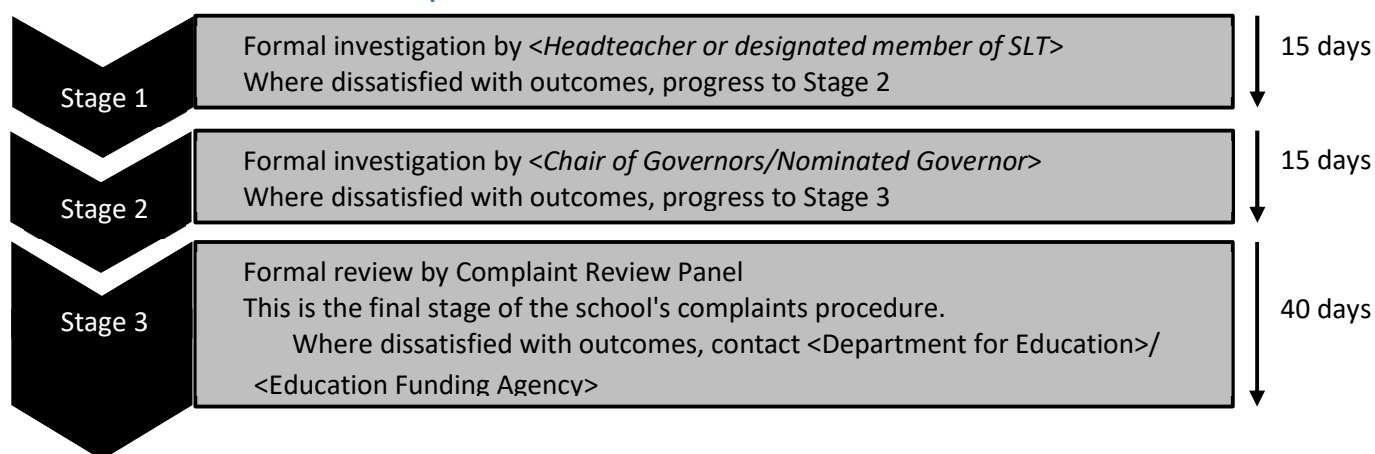 Stage 1
Formal investigation by <Headteacher or designated member of SLT>
Where dissatisfied with outcomes, progress to Stage 2
15 days
Stage 2
Formal investigation by <Chair of Governors/Nominated Governor>
Where dissatisfied with outcomes, progress to Stage 3
15 days
Stage 3
Formal review by Complaint Review Panel
This is the final stage of the school's complaints procedure.
Where dissatisfied with outcomes, contact <Department for Education>/
<Education Funding Agency>
40 days